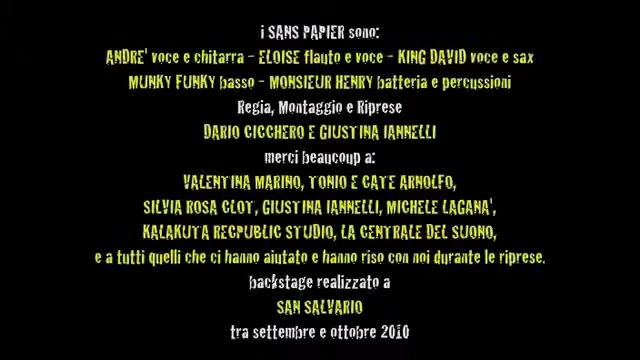 i SANS PAPIER sono:
ANDRE' voce e chitarra - ELOISE flauto e voce - KING DAVID voce e sax
MUNKY FUNKY basso - MONSIEUR HENRY batteria e percussioni
Regia, Montaggio e Riprese
DARIO CICCHERO E GIUSTINA IANNELLI
merci beaucoup a:
VALENTINA MARINO, TONIO E CATE ARNOLFO,
SILVIA ROSA CLOT, GIUSTINA IANNELLI, MICHELE LAGANA',
KALAKUTA RECPUBLIC STUDIO, LA CENTRALE DEL SUONO,
e a tutti quelli che ci hanno aiutato e hanno riso con noi durante le riprese.
backstage realizzato a
SAN SALVARIO
tra settembre e ottobre 2010